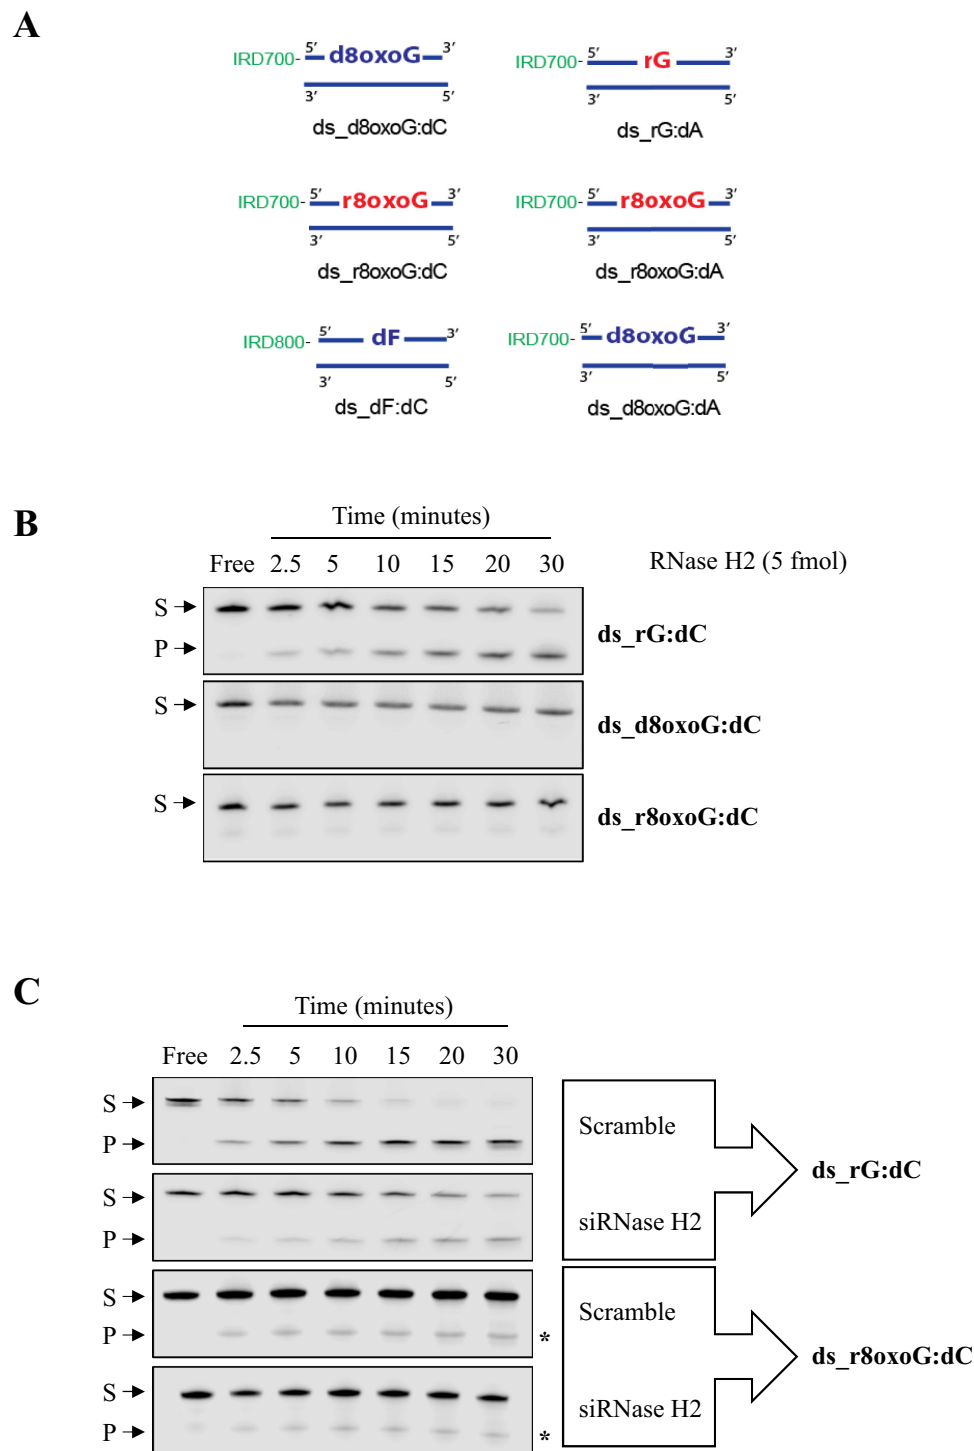 A
IRD700- 5’ d8oxoG 3’
3’ 5’
ds_d8oxoG:dC
IRD700- 5’ rG 3’
3’ 5’
ds_rG:dA
IRD700- 5’ r8oxoG 3’
3’ 5’
ds_r8oxoG:dC
IRD700- 5’ r8oxoG 3’
3’ 5’
ds_r8oxoG:dA
IRD800- 5’ dF 3’
3’ 5’
ds_dF:dC
IRD700- 5’ d8oxoG 3’
3’ 5’
ds_d8oxoG:dA
B
Time (minutes)
Free 2.5 5 10 15 20 30
RNase H2 (5 fmol)
S
P
ds_rG:dC
S
ds_d8oxoG:dC
S
ds_r8oxoG:dC
C
Time (minutes)
Free 2.5 5 10 15 20 30
S
P
Scramble
S
P
siRNase H2
ds_rG:dC
S
P *
Scramble
S
P *
siRNase H2
ds_r8oxoG:dC